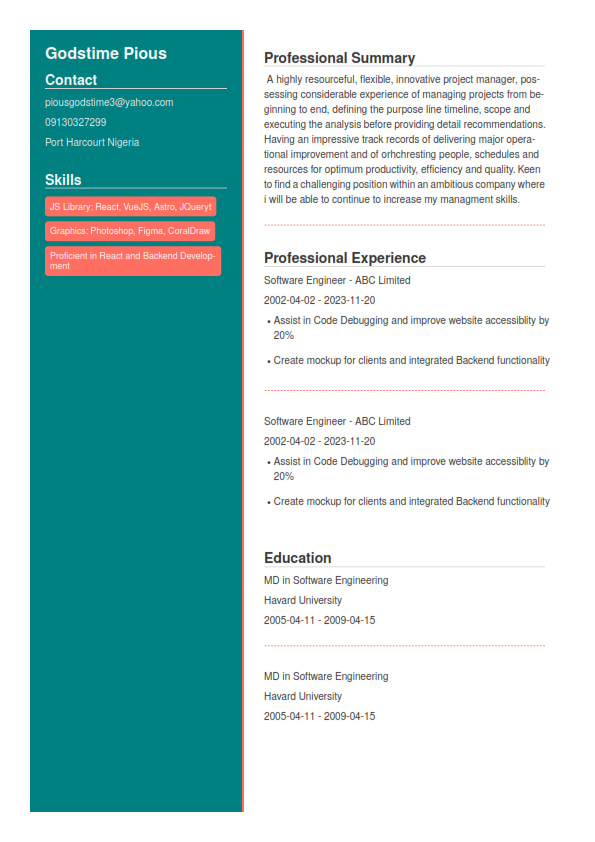 Godstime Pious
Contact
piousgodstime3@yahoo.com
09130327299
Port Harcourt Nigeria
Skills
JS Library: React, VueJS, Astro, JQueryt
Graphics: Photoshop, Figma, CoralDraw
Proficient in React and Backend Develop-
ment
Professional Summary
A highly resourceful, flexible, innovative project manager, pos-
sessing considerable experience of managing projects from be-
ginning to end, defining the purpose line timeline, scope and
executing the analysis before providing detail recommendations.
Having an impressive track records of delivering major opera-
tional improvement and of orhchresting people, schedules and
resources for optimum productivity, efficiency and quality. Keen
to find a challenging position within an ambitious company where
i will be able to continue to increase my managment skills.
Professional Experience
Software Engineer - ABC Limited
2002-04-02 - 2023-11-20
• Assist in Code Debugging and improve website accessiblity by
20%
• Create mockup for clients and integrated Backend functionality
Software Engineer - ABC Limited
2002-04-02 - 2023-11-20
• Assist in Code Debugging and improve website accessiblity by
20%
• Create mockup for clients and integrated Backend functionality
Education
MD in Software Engineering
Havard University
2005-04-11 - 2009-04-15
MD in Software Engineering
Havard University
2005-04-11 - 2009-04-15